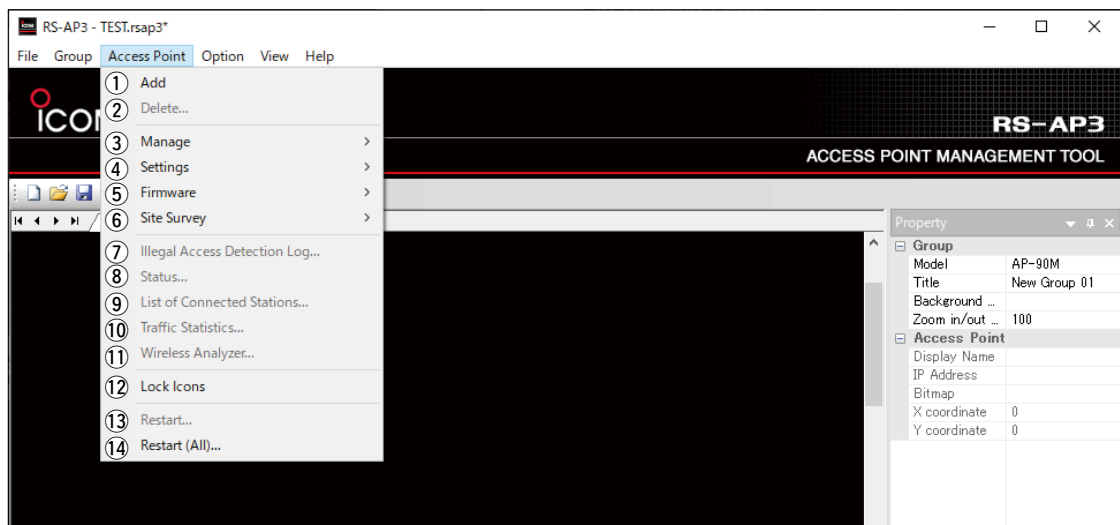 RS-AP3 - TEST.rsap3*
File Group Access Point Option View Help
① Add
② Delete...
③ Manage
④ Settings
⑤ Firmware
⑥ Site Survey
⑦ Illegal Access Detection Log...
⑧ Status...
⑨ List of Connected Stations...
⑩ Traffic Statistics...
⑪ Wireless Analyzer...
⑫ Lock Icons
⑬ Restart...
⑭ Restart (All)...
RS-AP3
ACCESS POINT MANAGEMENT TOOL
Property
Group
Model AP-90M
Title New Group 01
Background ...
Zoom in/out ... 100
Access Point
Display Name
IP Address
Bitmap
X coordinate 0
Y coordinate 0